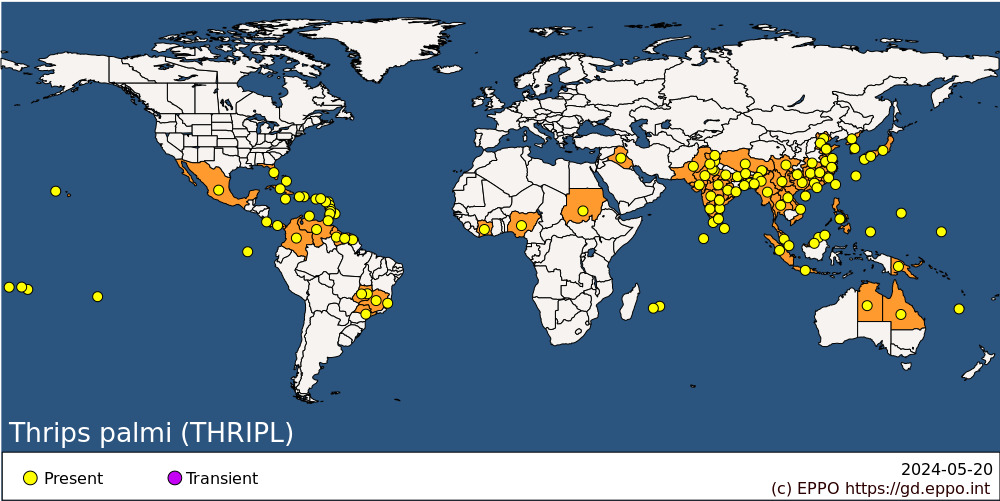 Thrips palmi (THRIPL)
Present
Transient
2024-05-20
(c) EPPO https://gd.eppo.int